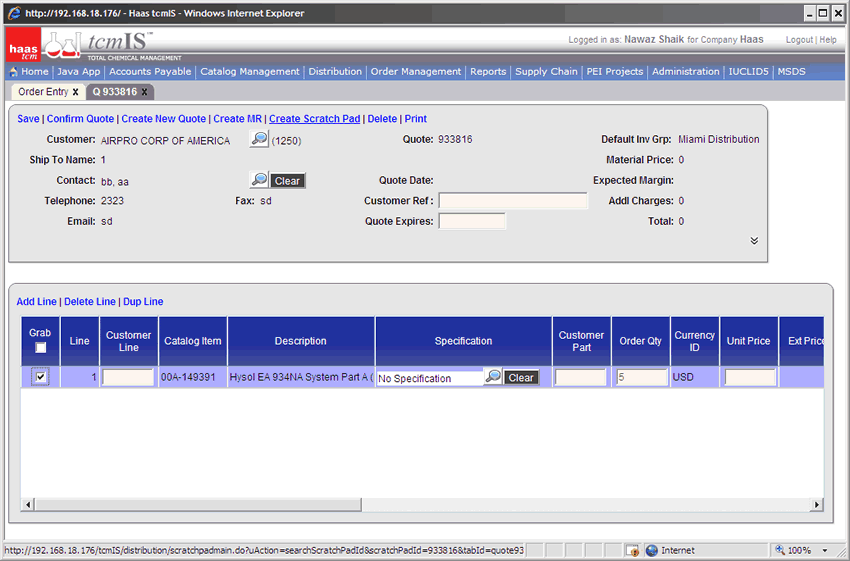 http://192.168.18.176/ - Haas tcmIS - Windows Internet Explorer
haas tcm
tcmIS™
TOTAL CHEMICAL MANAGEMENT
Logged in as: Nawaz Shaik for Company Haas Logout | Help
Home | Java App | Accounts Payable | Catalog Management | Distribution | Order Management | Reports | Supply Chain | PEI Projects | Administration | IUCLID5 | MSDS
Order Entry x Q 933816 x
Save | Confirm Quote | Create New Quote | Create MR | Create Scratch Pad | Delete | Print
Customer: AIRPRO CORP OF AMERICA (1250) Quote: 933816 Default Inv Grp: Miami Distribution
Ship To Name: 1 Material Price: 0
Contact: bb, aa Clear Quote Date: Expected Margin:
Telephone: 2323 Fax: sd Customer Ref : Addl Charges: 0
Email: sd Quote Expires: Total: 0
Add Line | Delete Line | Dup Line
Grab Line Customer Line Catalog Item Description Specification Customer Part Order Qty Currency ID Unit Price Ext Price
1 00A-149391 Hysol EA 934NA System Part A ( No Specification Clear 5 USD
http://192.168.18.176/tcmIS/distribution/scratchpadmain.do?uAction=searchScratchPadId&scratchPadId=933816&tabId=quote93 Internet 100%